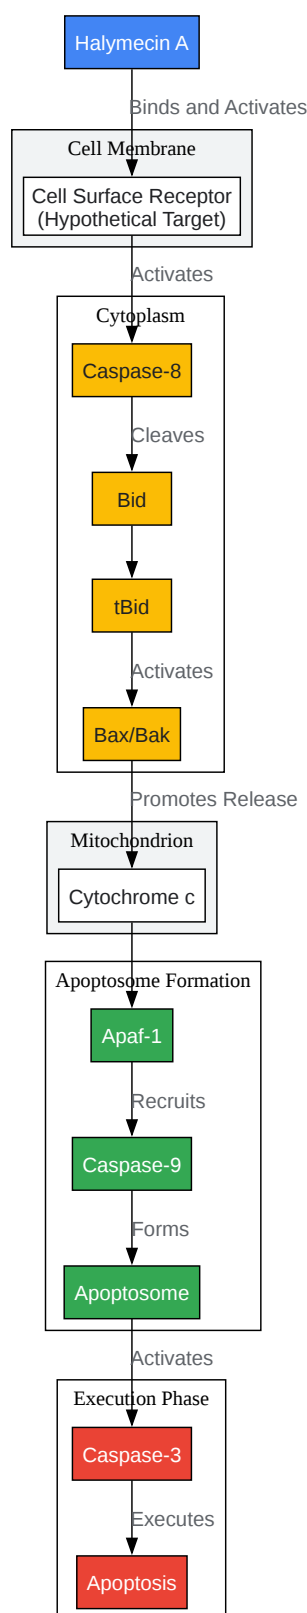 Halymecin A
Binds and Activates
Cell Membrane
Cell Surface Receptor
(Hypothetical Target)
Activates
Cytoplasm
Caspase-8
Cleaves
Bid
tBid
Activates
Bax/Bak
Promotes Release
Mitochondrion
Cytochrome c
Apoptosome Formation
Apaf-1
Recruits
Caspase-9
Forms
Apoptosome
Activates
Execution Phase
Caspase-3
Executes
Apoptosis